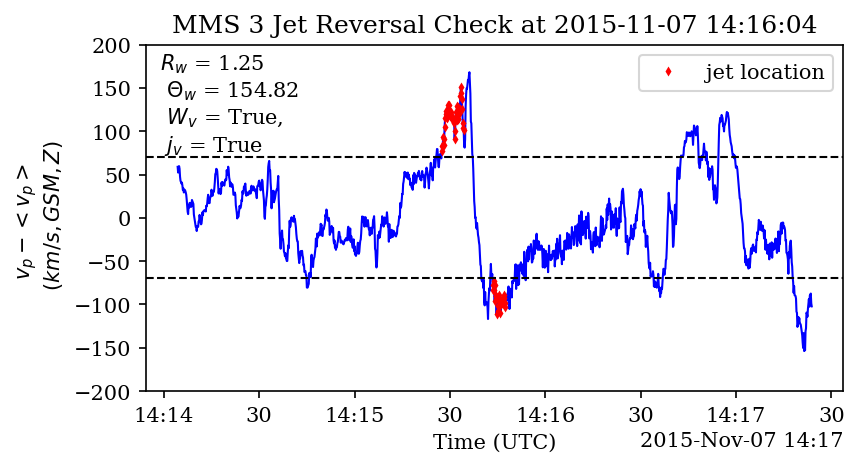 MMS 3 Jet Reversal Check at 2015-11-07 14:16:04
R_w = 1.25
Θ_w = 154.82
W_v = True,
j_v = True
jet location
v_p − <v_p>
(km/s, GSM, Z)
200
150
100
50
0
−50
−100
−150
−200
14:14 30 14:15 30 14:16 30 14:17 30
Time (UTC)
2015-Nov-07 14:17